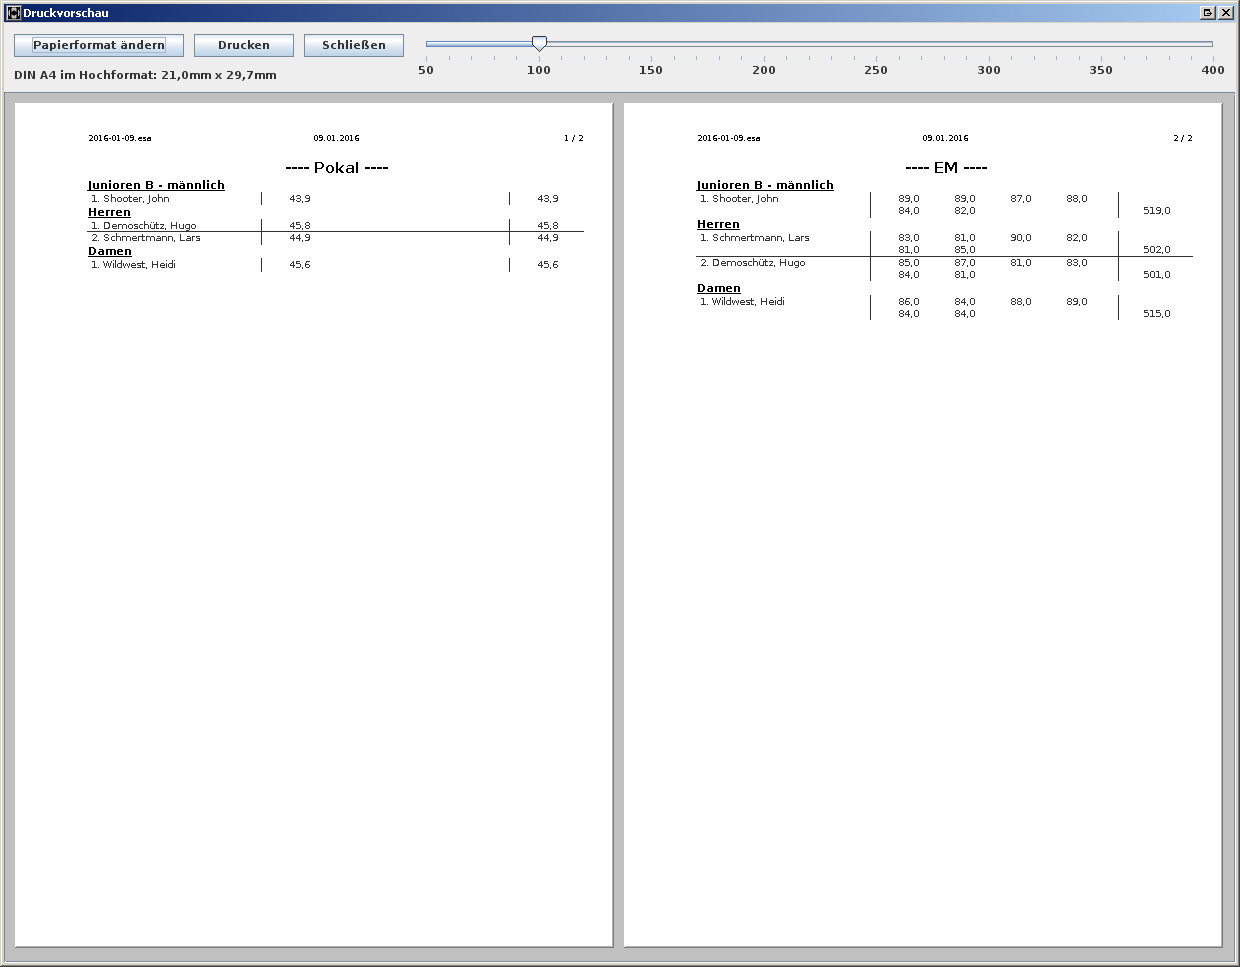 Druckvorschau
Papierformat ändern Drucken Schließen
DIN A4 im Hochformat: 21,0mm x 29,7mm
50 100 150 200 250 300 350 400
2016-01-09.esa 09.01.2016 1 / 2
---- Pokal ----
Junioren B - männlich
1. Shooter, John 43,9 43,9
Herren
1. Demoschütz, Hugo 45,8 45,8
2. Schmertmann, Lars 44,9 44,9
Damen
1. Wildwest, Heidi 45,6 45,6
2016-01-09.esa 09.01.2016 2 / 2
---- EM ----
Junioren B - männlich
1. Shooter, John 89,0 89,0 87,0 88,0
84,0 82,0 519,0
Herren
1. Schmertmann, Lars 83,0 81,0 90,0 82,0
81,0 85,0 502,0
2. Demoschütz, Hugo 85,0 87,0 81,0 83,0
84,0 81,0 501,0
Damen
1. Wildwest, Heidi 86,0 84,0 88,0 89,0
84,0 84,0 515,0